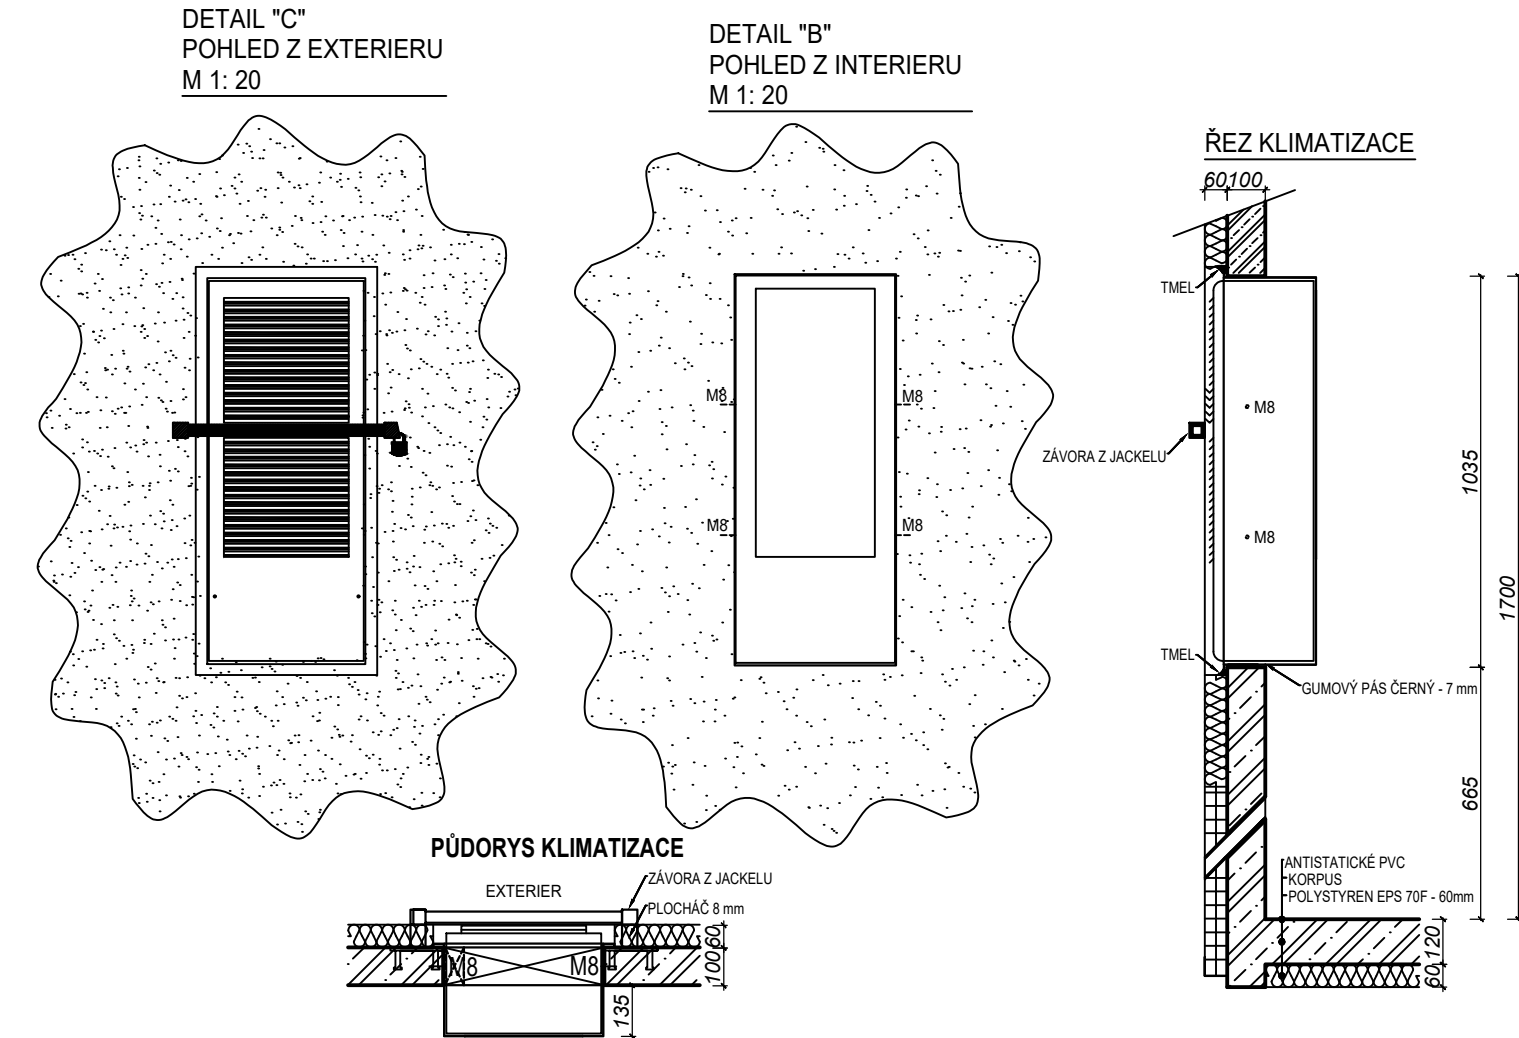 DETAIL "C"
POHLED Z EXTERIERU
M 1: 20
DETAIL "B"
POHLED Z INTERIERU
M 1: 20
ŘEZ KLIMATIZACE
60 100
TMEL
M8 M8
M8
ZÁVORA Z JACKELU
1035
M8 M8
M8
1700
TMEL
GUMOVÝ PÁS ČERNÝ - 7 mm
665
PŮDORYS KLIMATIZACE
EXTERIER
ZÁVORA Z JACKELU
PLOCHÁČ 8 mm
60
100
M8 M8
135
ANTISTATICKÉ PVC
KORPUS
POLYSTYREN EPS 70F - 60mm
120
60